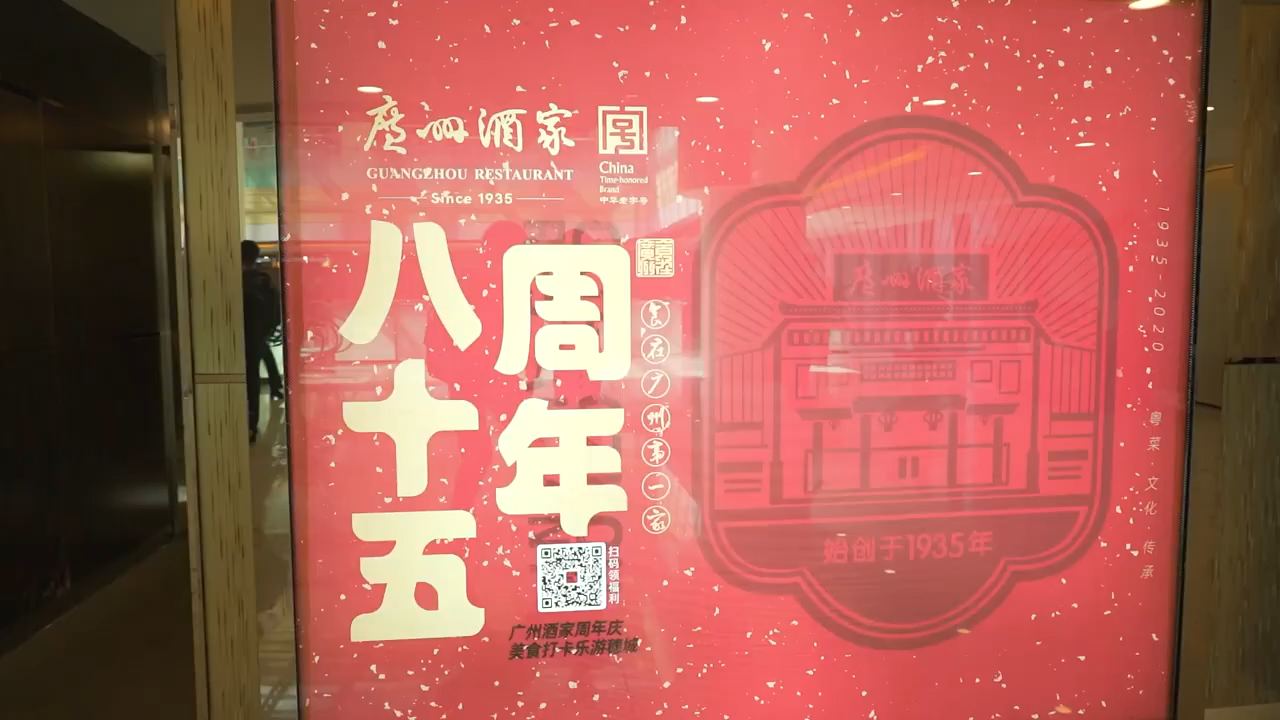 廣州酒家
GUANGZHOU RESTAURANT
Since 1935
China
Time-honored
Brand
中华老字号
八十五
周年
食在广州第一家
扫码领福利
广州酒家周年庆
美食打卡乐游穗城
廣州酒家
始创于1935年
1935-2020
粤菜·文化 传承